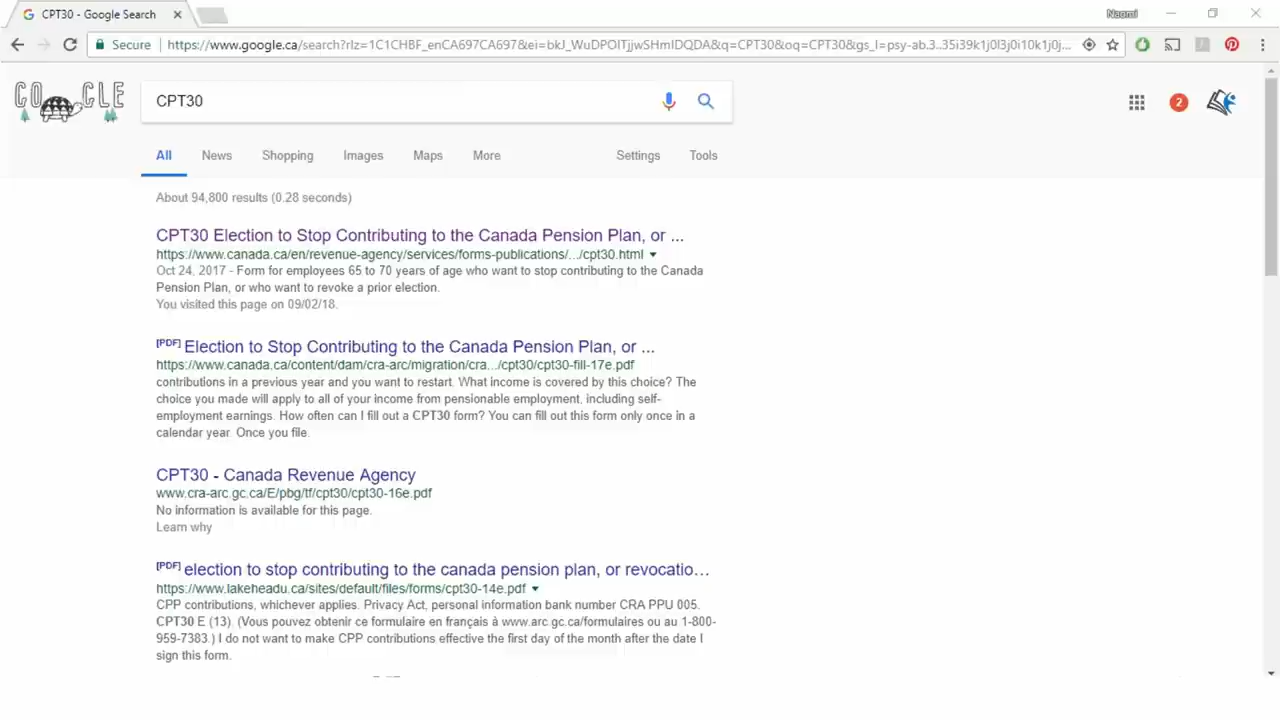 CPT30 - Google Search
Naomi
Secure https://www.google.ca/search?rlz=1C1CHBF_enCA697CA697&ei=bkJ_WuDPOITjjwSHmIDQDA&q=CPT30&oq=CPT30&gs_l=psy-ab.3..35i39k1j0l3j0i10k1j0j...
CPT30
2
All News Shopping Images Maps More Settings Tools
About 94,800 results (0.28 seconds)
CPT30 Election to Stop Contributing to the Canada Pension Plan, or ...
https://www.canada.ca/en/revenue-agency/services/forms-publications/.../cpt30.html
Oct 24, 2017 - Form for employees 65 to 70 years of age who want to stop contributing to the Canada
Pension Plan, or who want to revoke a prior election.
You visited this page on 09/02/18.
[PDF] Election to Stop Contributing to the Canada Pension Plan, or ...
https://www.canada.ca/content/dam/cra-arc/migration/cra.../cpt30/cpt30-fill-17e.pdf
contributions in a previous year and you want to restart. What income is covered by this choice? The
choice you made will apply to all of your income from pensionable employment, including self-
employment earnings. How often can I fill out a CPT30 form? You can fill out this form only once in a
calendar year. Once you file.
CPT30 - Canada Revenue Agency
www.cra-arc.gc.ca/E/pbg/tf/cpt30/cpt30-16e.pdf
No information is available for this page.
Learn why
[PDF] election to stop contributing to the canada pension plan, or revocatio...
https://www.lakeheadu.ca/sites/default/files/forms/cpt30-14e.pdf
CPP contributions, whichever applies. Privacy Act, personal information bank number CRA PPU 005.
CPT30 E (13). (Vous pouvez obtenir ce formulaire en français à www.arc.gc.ca/formulaires ou au 1-800-
959-7383.) I do not want to make CPP contributions effective the first day of the month after the date I
sign this form.